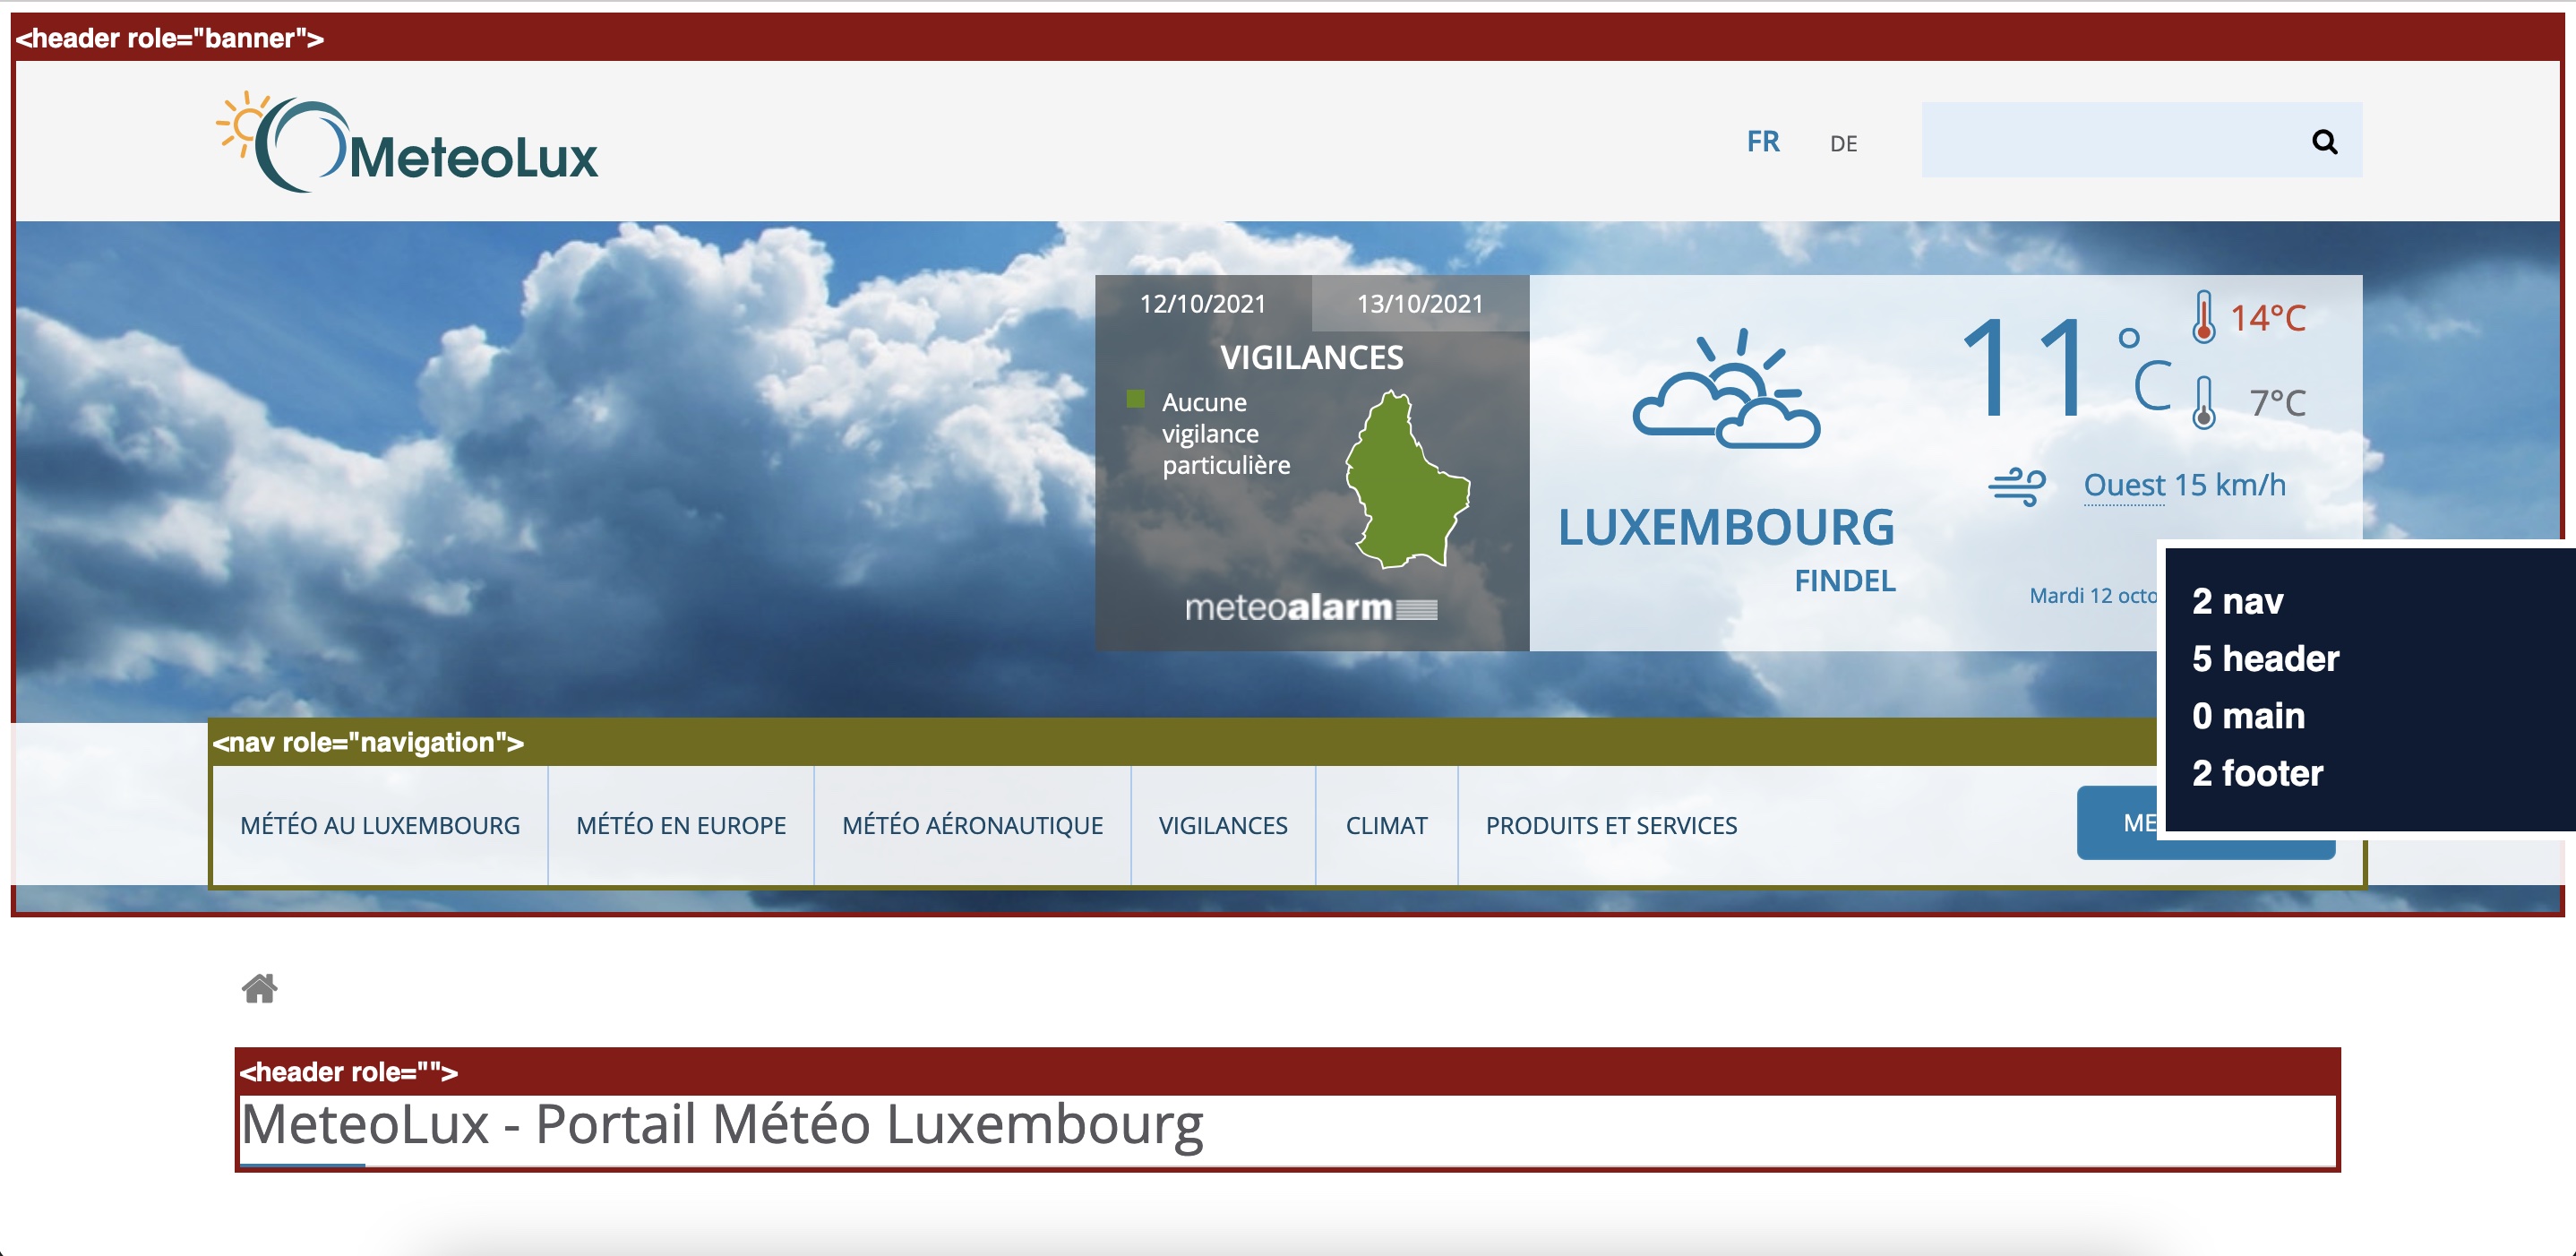 <header role="banner">
MeteoLux
FR DE
12/10/2021 13/10/2021
VIGILANCES
Aucune
vigilance
particulière
meteoalarm
LUXEMBOURG
FINDEL
11 °C
14°C
7°C
Ouest 15 km/h
Mardi 12 octo
2 nav
5 header
0 main
2 footer
<nav role="navigation">
MÉTÉO AU LUXEMBOURG MÉTÉO EN EUROPE MÉTÉO AÉRONAUTIQUE VIGILANCES CLIMAT PRODUITS ET SERVICES
<header role="">
MeteoLux - Portail Météo Luxembourg